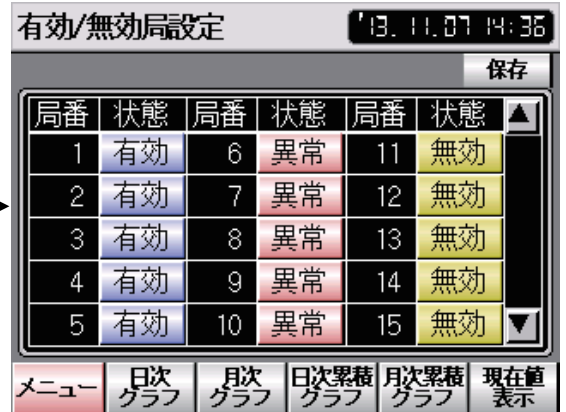 有効/無効局設定 '13. 11.07 14:36
保存
局番 状態 局番 状態 局番 状態 ▲
1 有効 6 異常 11 無効
2 有効 7 異常 12 無効
3 有効 8 異常 13 無効
4 有効 9 異常 14 無効
5 有効 10 異常 15 無効 ▼
メニュー 日次グラフ 月次グラフ 日次累積グラフ 月次累積グラフ 現在値表示